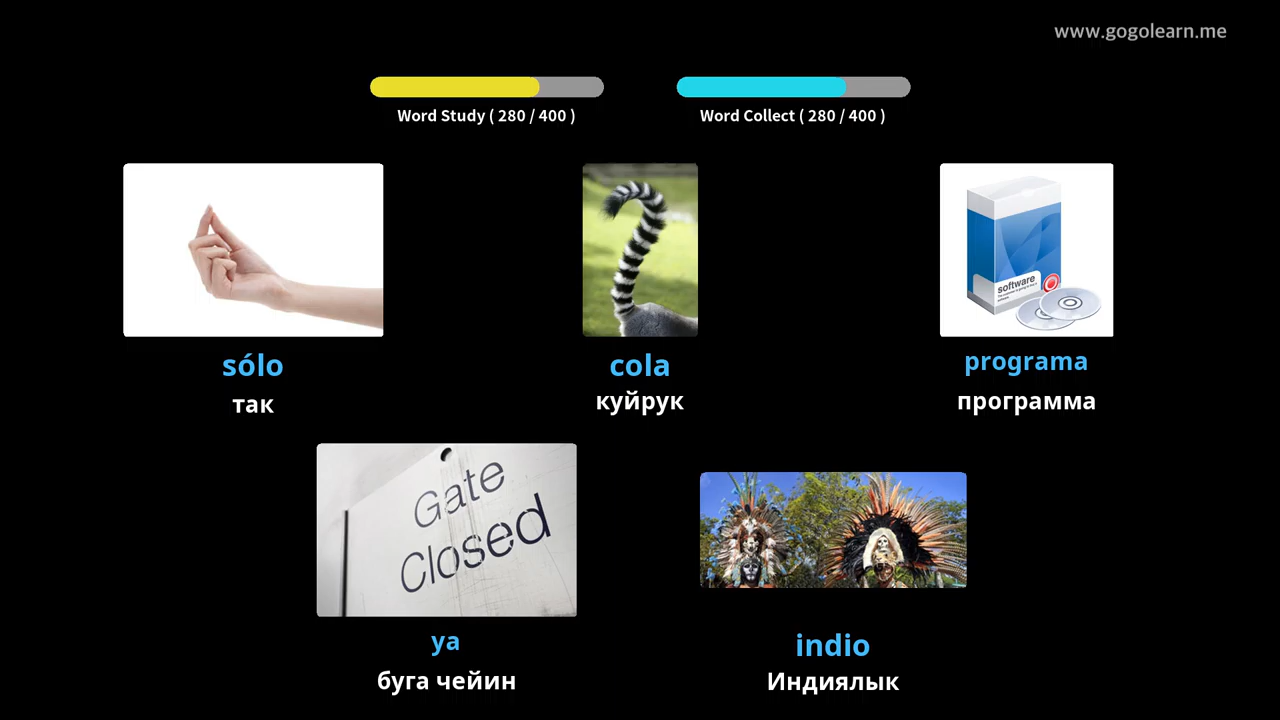 www.gogolearn.me
Word Study ( 280 / 400 )
Word Collect ( 280 / 400 )
software
sólo
так
cola
куйрук
programa
программа
Gate
Closed
ya
буга чейин
indio
Индиялык